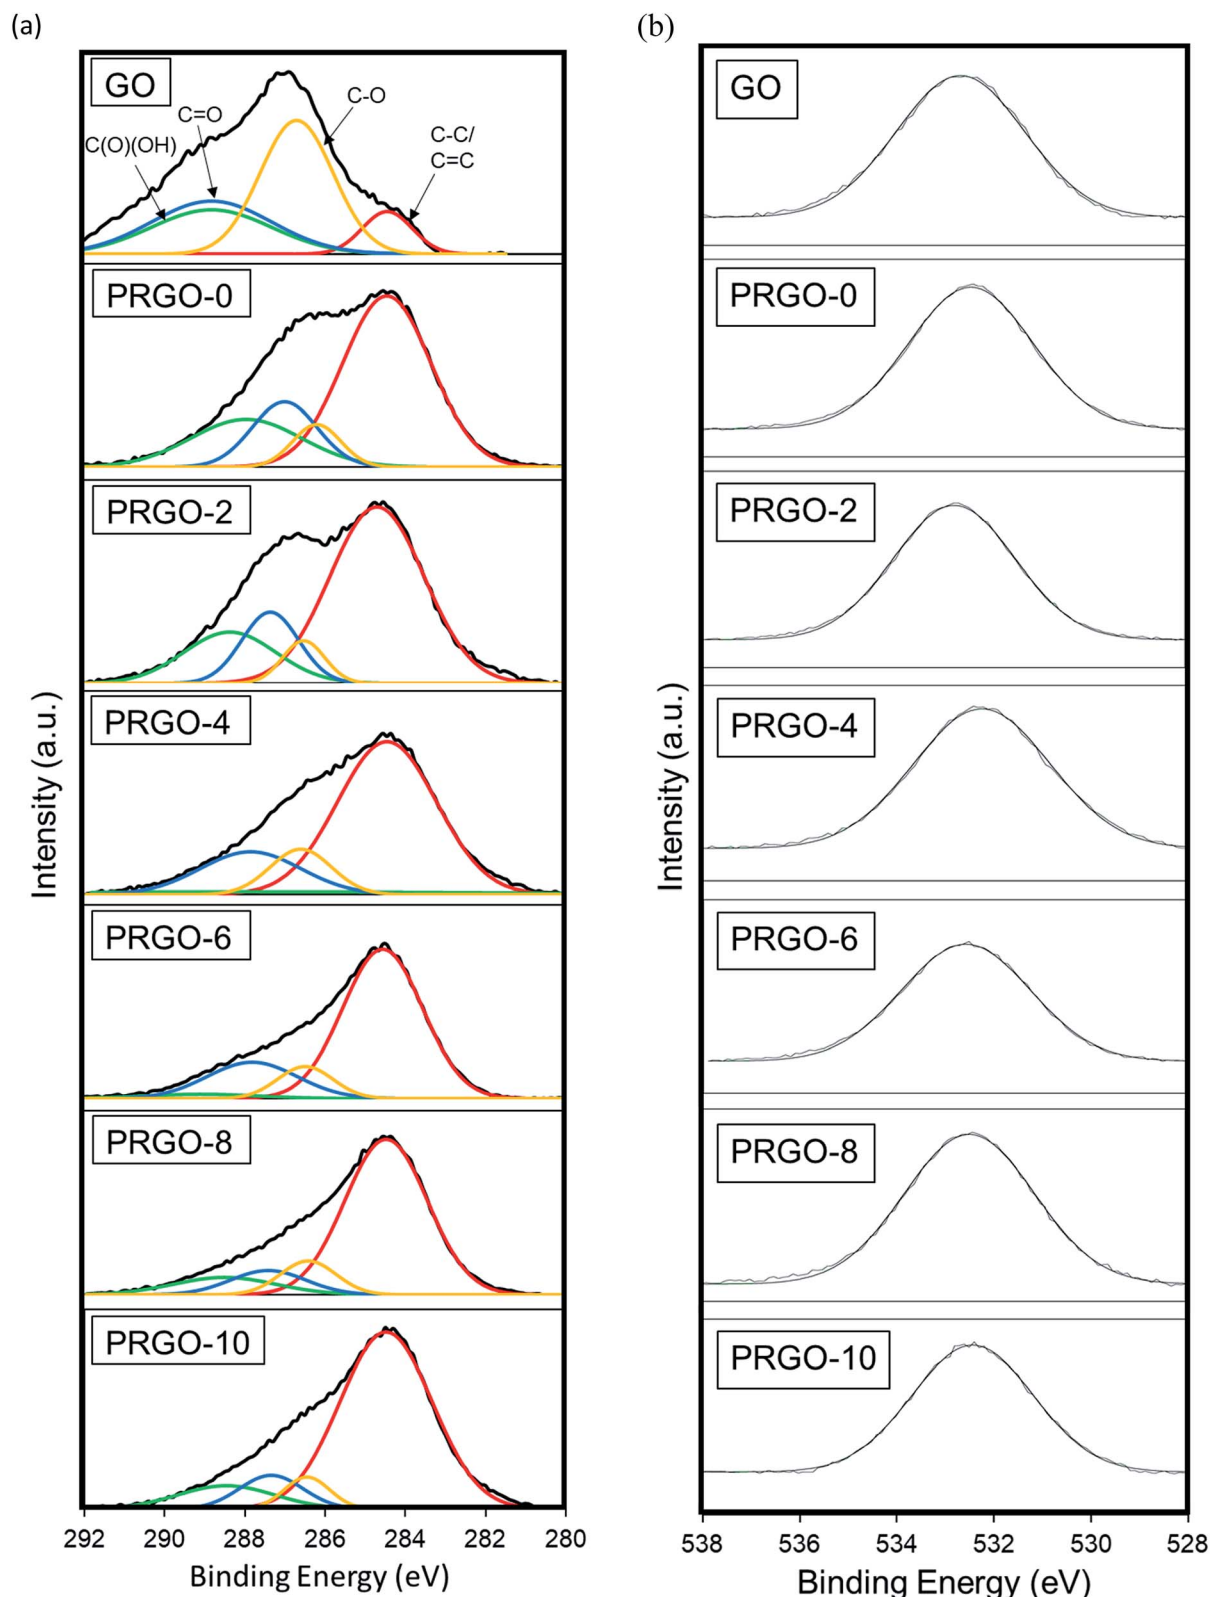 (a)
GO
C=O
C-O
C(O)(OH)
C-C/
C=C
PRGO-0
PRGO-2
PRGO-4
PRGO-6
PRGO-8
PRGO-10
Intensity (a.u.)
292 290 288 286 284 282 280
Binding Energy (eV)
(b)
GO
PRGO-0
PRGO-2
PRGO-4
PRGO-6
PRGO-8
PRGO-10
Intensity (a.u.)
538 536 534 532 530 528
Binding Energy (eV)